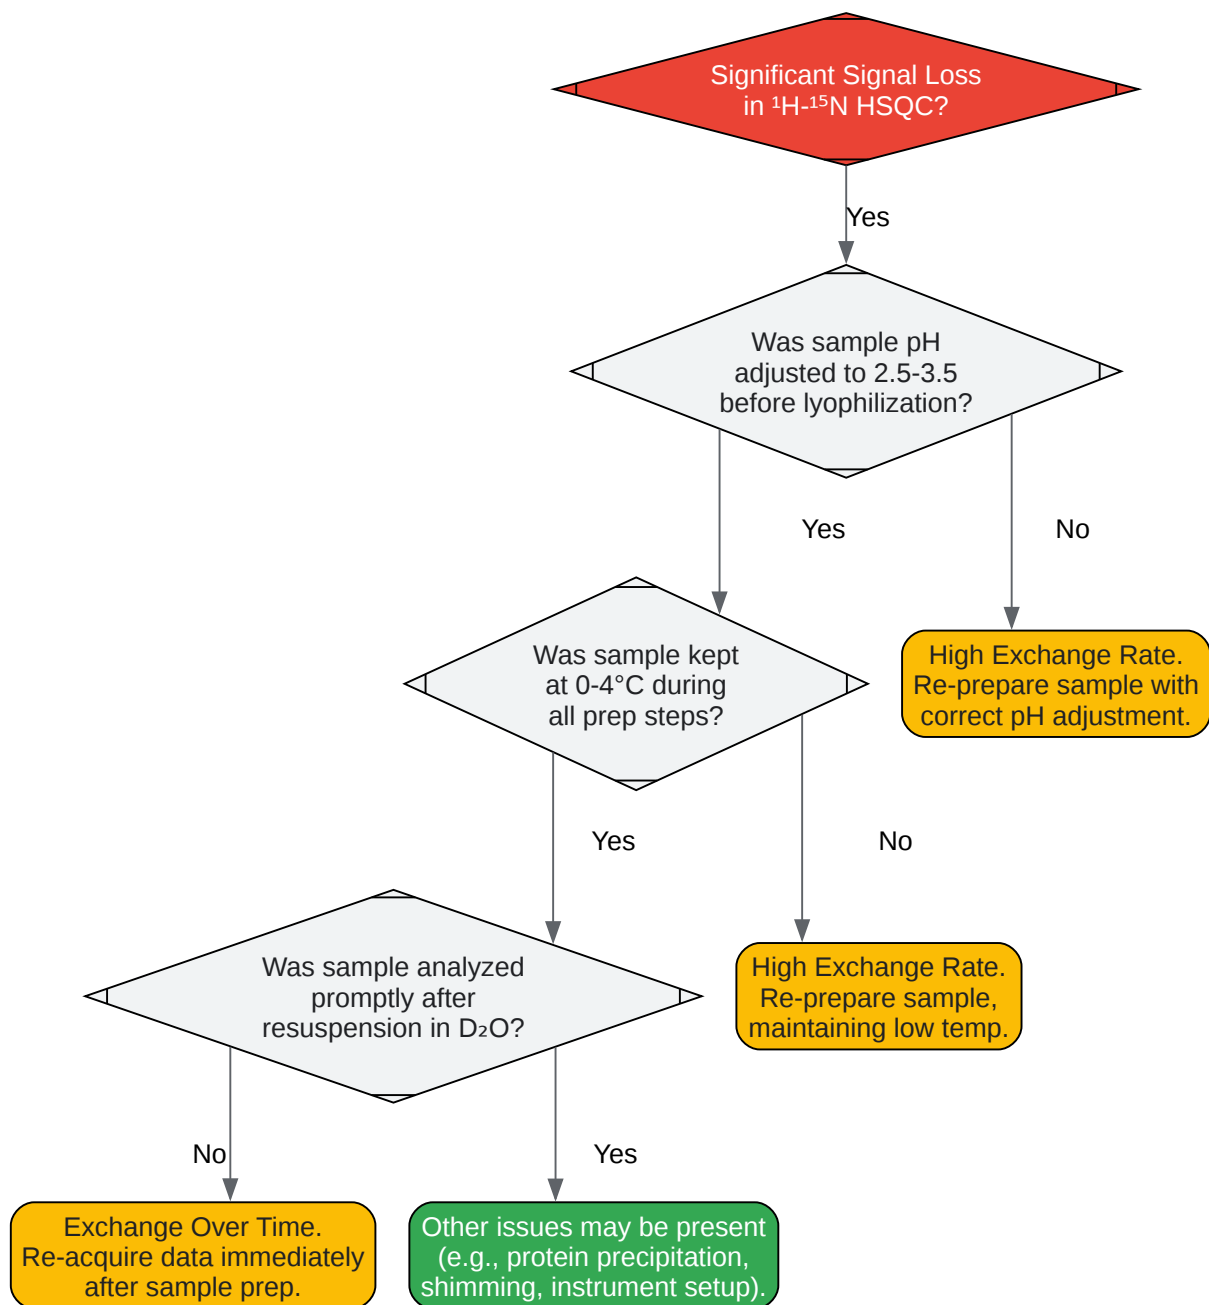 Significant Signal Loss
in ¹H-¹⁵N HSQC?
Yes
Was sample pH
adjusted to 2.5-3.5
before lyophilization?
Yes
No
Was sample kept
at 0-4°C during
all prep steps?
High Exchange Rate.
Re-prepare sample with
correct pH adjustment.
Yes
No
Was sample analyzed
promptly after
resuspension in D₂O?
High Exchange Rate.
Re-prepare sample,
maintaining low temp.
No
Yes
Exchange Over Time.
Re-acquire data immediately
after sample prep.
Other issues may be present
(e.g., protein precipitation,
shimming, instrument setup).